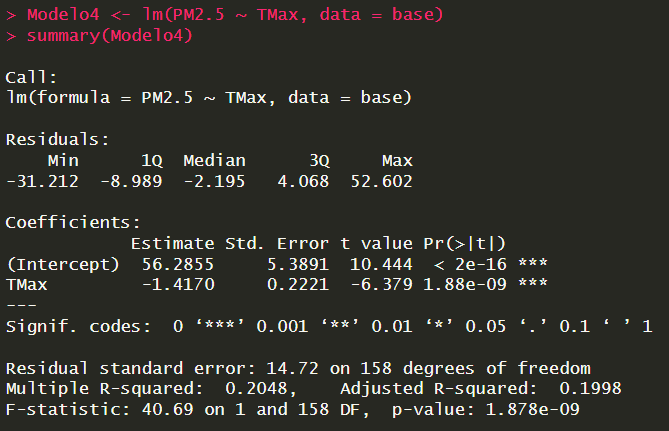 > Modelo4 <- lm(PM2.5 ~ TMax, data = base)
> summary(Modelo4)
Call:
lm(formula = PM2.5 ~ TMax, data = base)
Residuals:
    Min      1Q  Median      3Q     Max
-31.212  -8.989  -2.195   4.068  52.602
Coefficients:
            Estimate Std. Error t value Pr(>|t|)
(Intercept)  56.2855     5.3891  10.444  < 2e-16 ***
TMax         -1.4170     0.2221  -6.379 1.88e-09 ***
---
Signif. codes:  0 ‘***’ 0.001 ‘**’ 0.01 ‘*’ 0.05 ‘.’ 0.1 ‘ ’ 1
Residual standard error: 14.72 on 158 degrees of freedom
Multiple R-squared:  0.2048,    Adjusted R-squared:  0.1998
F-statistic: 40.69 on 1 and 158 DF,  p-value: 1.878e-09